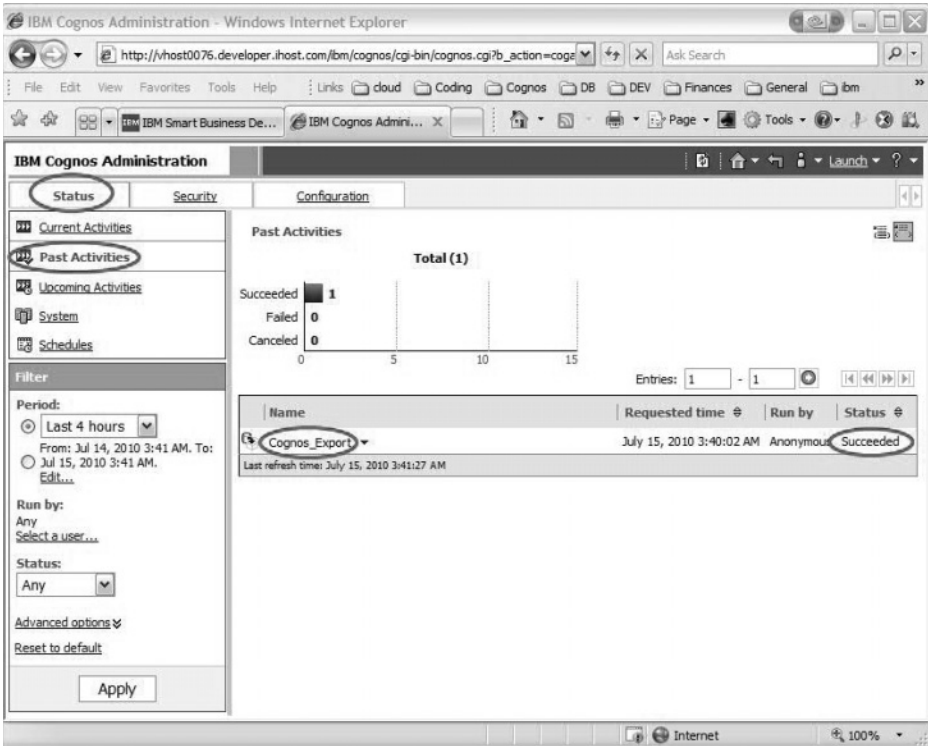 IBM Cognos Administration - Windows Internet Explorer
http://vhost0076.developer.ihost.com/ibm/cognos/cgi-bin/cognos.cgi?b_action=coga
Ask Search
File Edit View Favorites Tools Help Links cloud Coding Cognos DB DEV Finances General ibm »
IBM Smart Business De... IBM Cognos Admini... X Page Tools
IBM Cognos Administration Launch ?
Status Security Configuration
Current Activities
Past Activities
Upcoming Activities
System
Schedules
Filter
Period:
Last 4 hours
From: Jul 14, 2010 3:41 AM. To:
Jul 15, 2010 3:41 AM.
Edit...
Run by:
Any
Select a user...
Status:
Any
Advanced options
Reset to default
Apply
Past Activities
Total (1)
Succeeded 1
Failed 0
Canceled 0
0 5 10 15
Entries: 1 - 1
Name Requested time Run by Status
Cognos_Export July 15, 2010 3:40:02 AM Anonymous Succeeded
Last refresh time: July 15, 2010 3:41:27 AM
Internet 100%